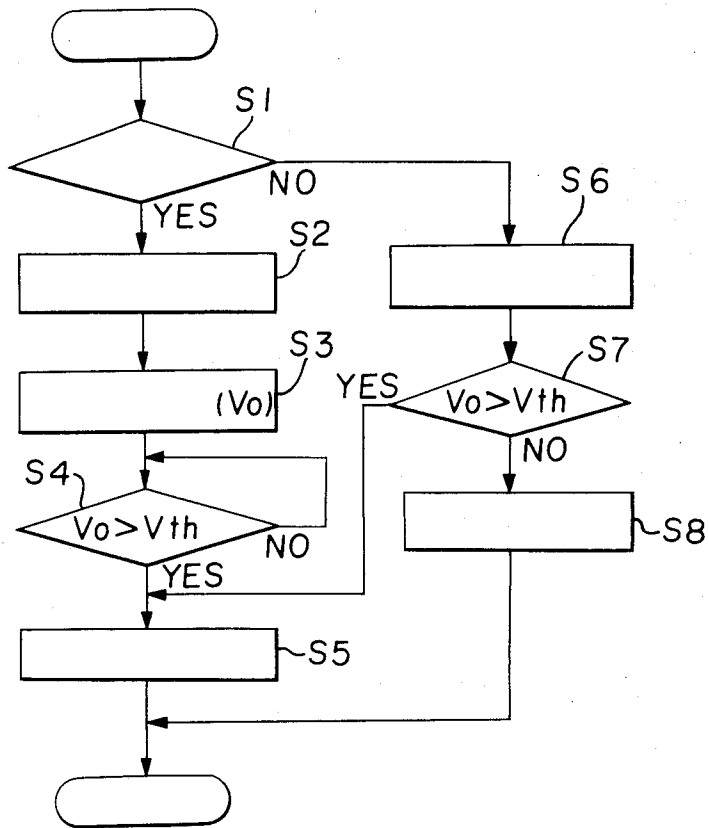 S1
NO
YES
S6
S2
S3
(Vo)
S7
YES
Vo>Vth
NO
S4
Vo>Vth
NO
YES
S8
S5